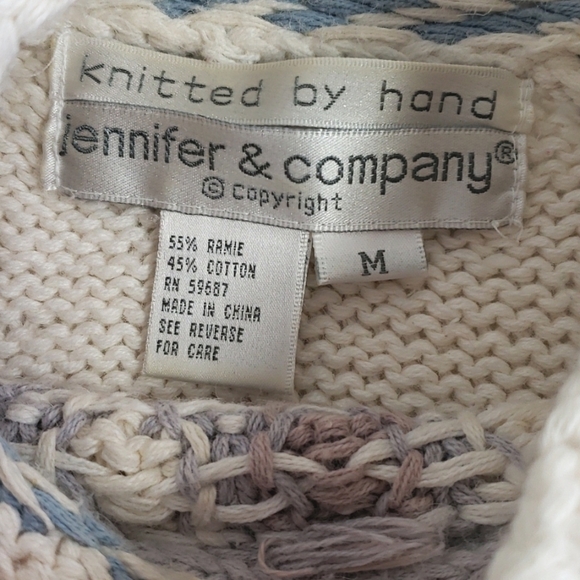 knitted by hand
jennifer & company®
© copyright
55% RAMIE
45% COTTON
RN 59687
MADE IN CHINA
SEE REVERSE
FOR CARE
M